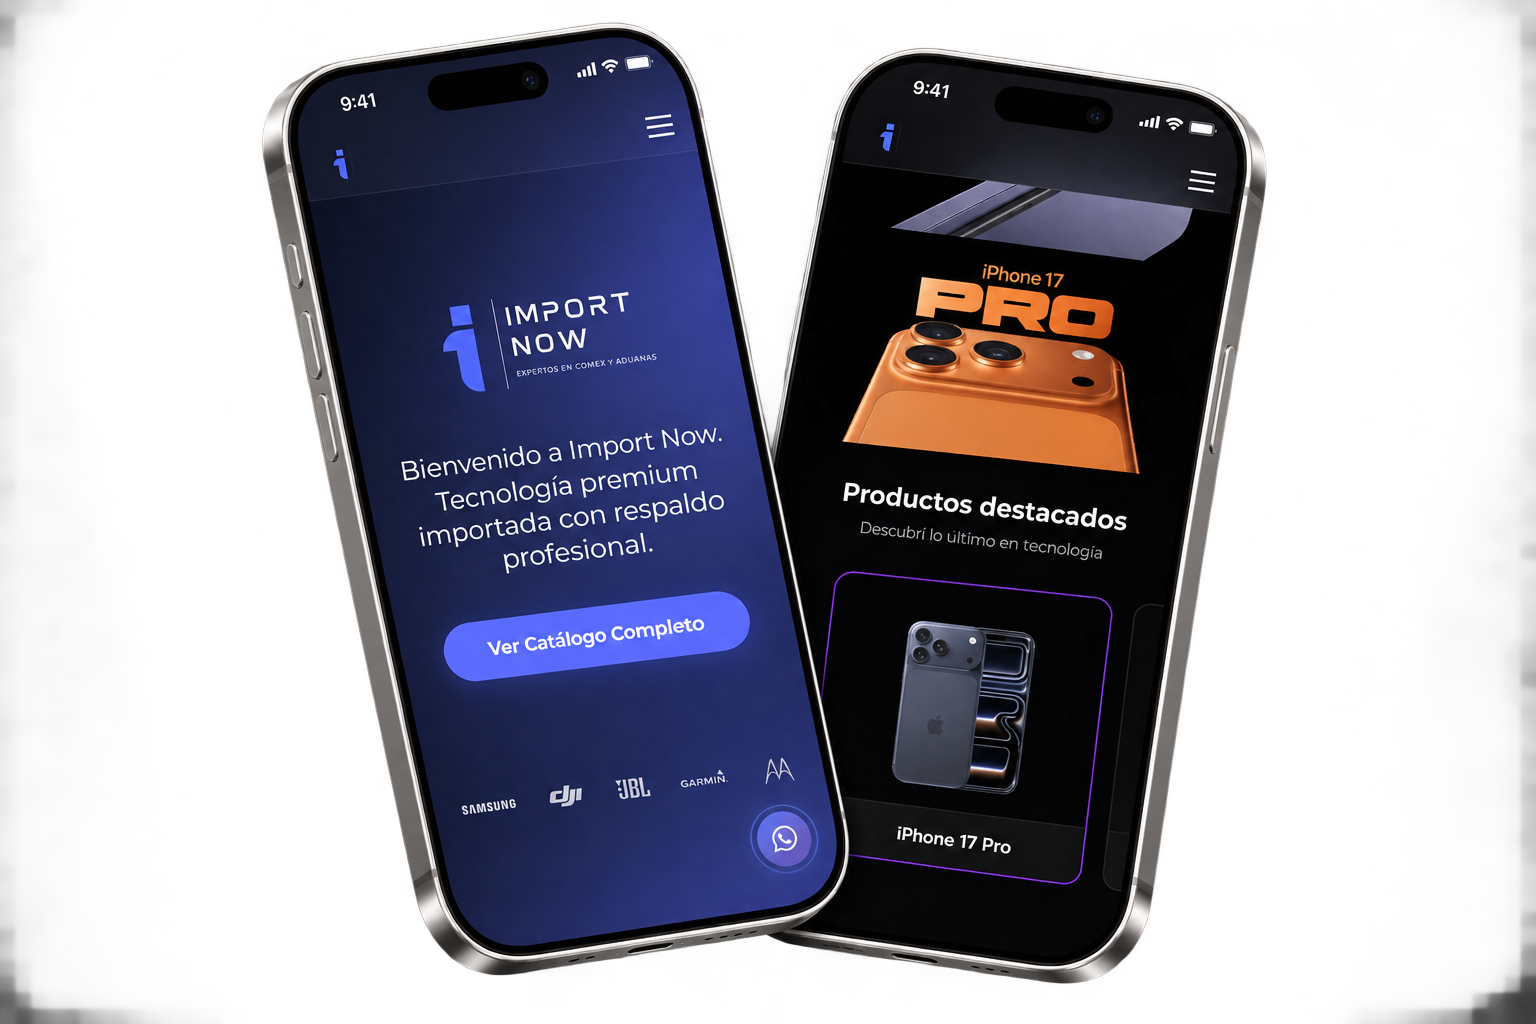 9:41
IMPORT
NOW
EXPERTOS EN COMEX Y ADUANAS
Bienvenido a Import Now.
Tecnología premium
importada con respaldo
profesional.
Ver Catálogo Completo
SAMSUNG
dji
JBL
GARMIN.
9:41
iPhone 17
PRO
Productos destacados
Descubrí lo último en tecnología
iPhone 17 Pro